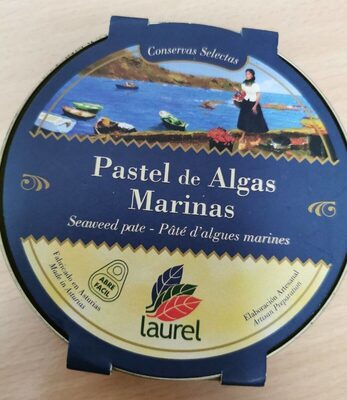 Conservas Selectas
Pastel de Algas
Marinas
Seaweed pate - Pâté d'algues marines
Fabricado en Asturias
Made in Asturias
ABRE
FACIL
laurel
Elaboración Artesanal
Artisan Preparation